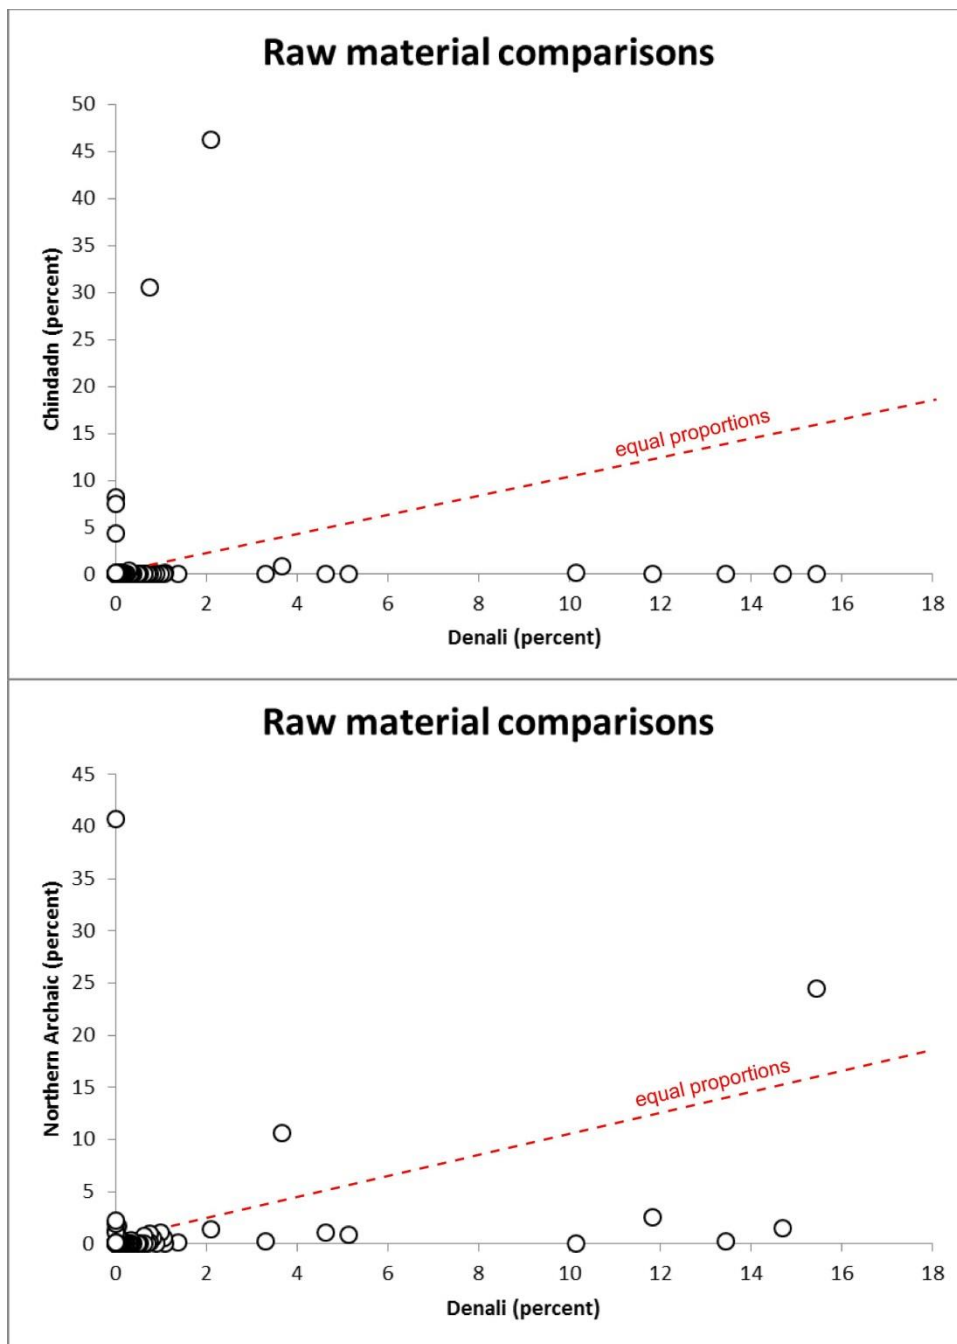 Raw material comparisons
50
45
40
35
30
25
20
15
10
5
0
Chindadn (percent)
equal proportions
0 2 4 6 8 10 12 14 16 18
Denali (percent)
Raw material comparisons
45
40
35
30
25
20
15
10
5
0
Northern Archaic (percent)
equal proportions
0 2 4 6 8 10 12 14 16 18
Denali (percent)